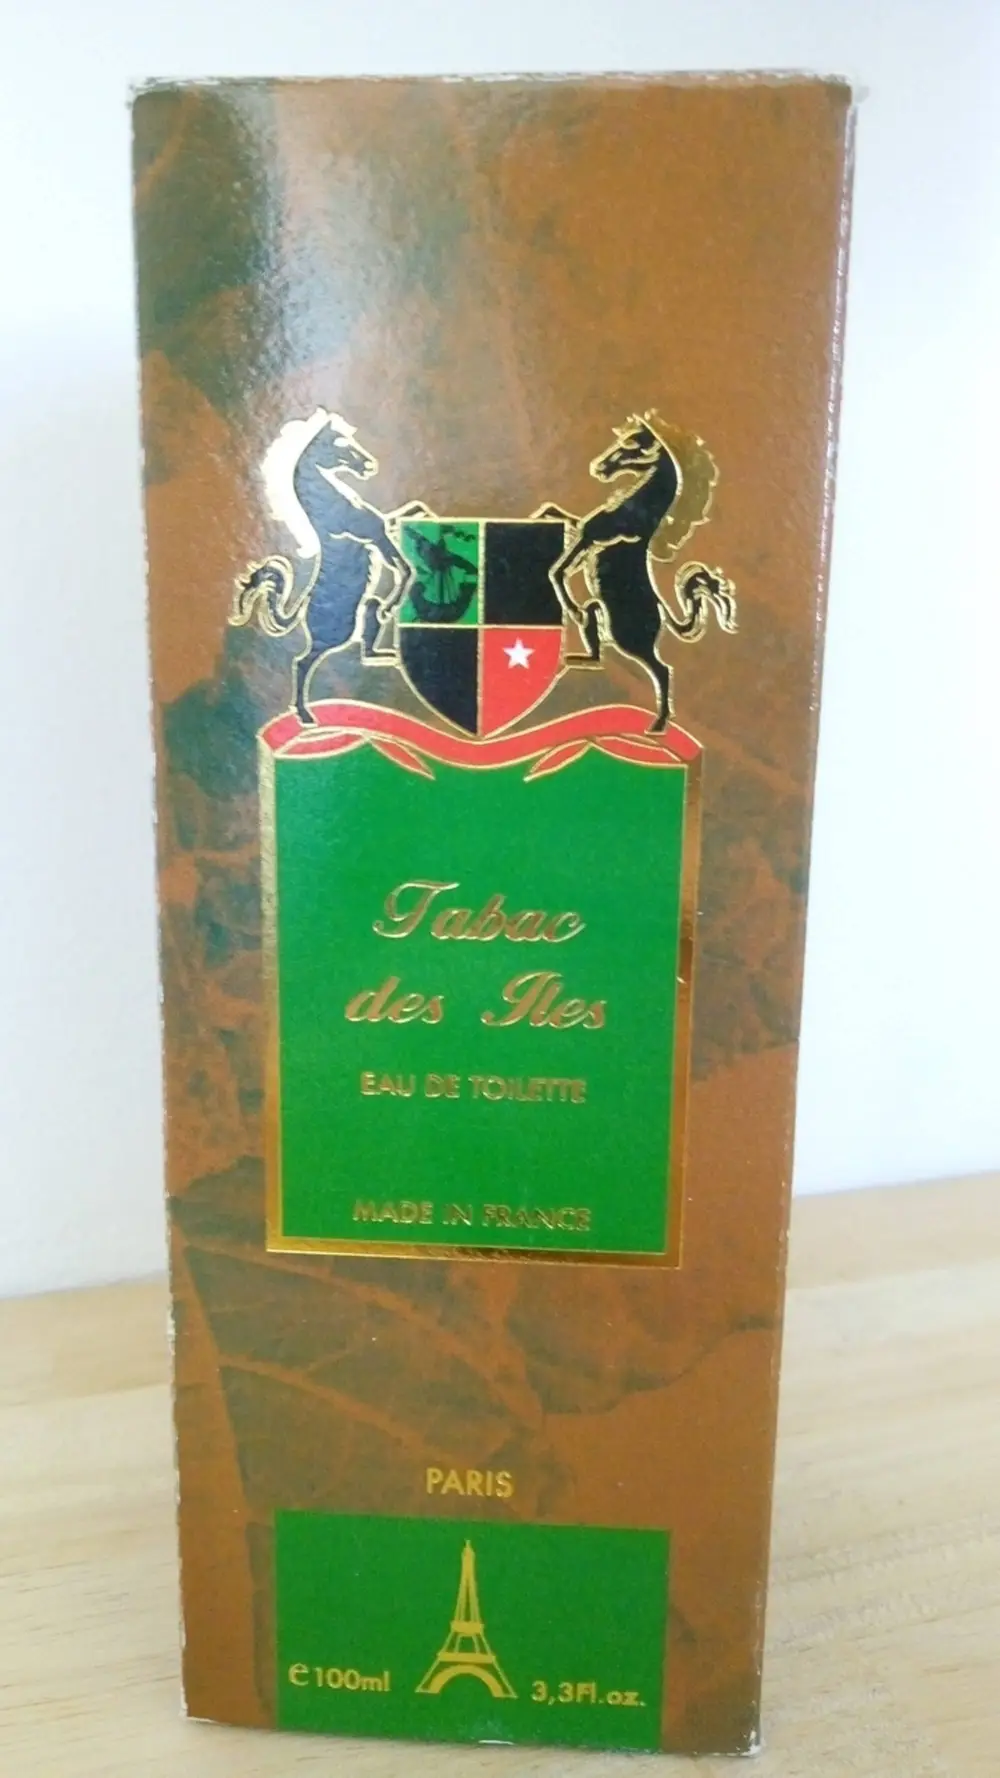 Tabac
des Iles
EAU DE TOILETTE
MADE IN FRANCE
PARIS
e 100ml 3,3Fl.oz.